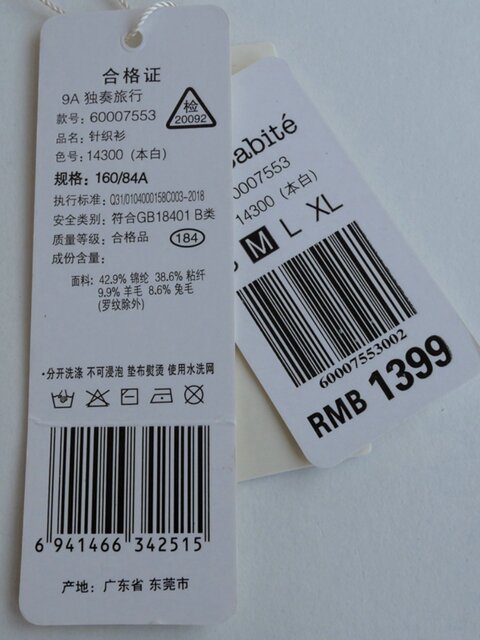 合格证
9A 独奏旅行
款号: 60007553
检
20092
品名: 针织衫
色号: 14300 (本白)
规格: 160/84A
执行标准: Q31/0104000158C003-2018
安全类别: 符合GB18401 B类
质量等级: 合格品
184
成份含量:
面料: 42.9% 锦纶 38.6% 粘纤
9.9% 羊毛 8.6% 兔毛
(罗纹除外)
·分开洗涤 不可浸泡 垫布熨烫 使用水洗网
6 941466 342515
产地: 广东省 东莞市
abité
0007553
14300 (本白)
M L XL
60007553002
RMB 1399